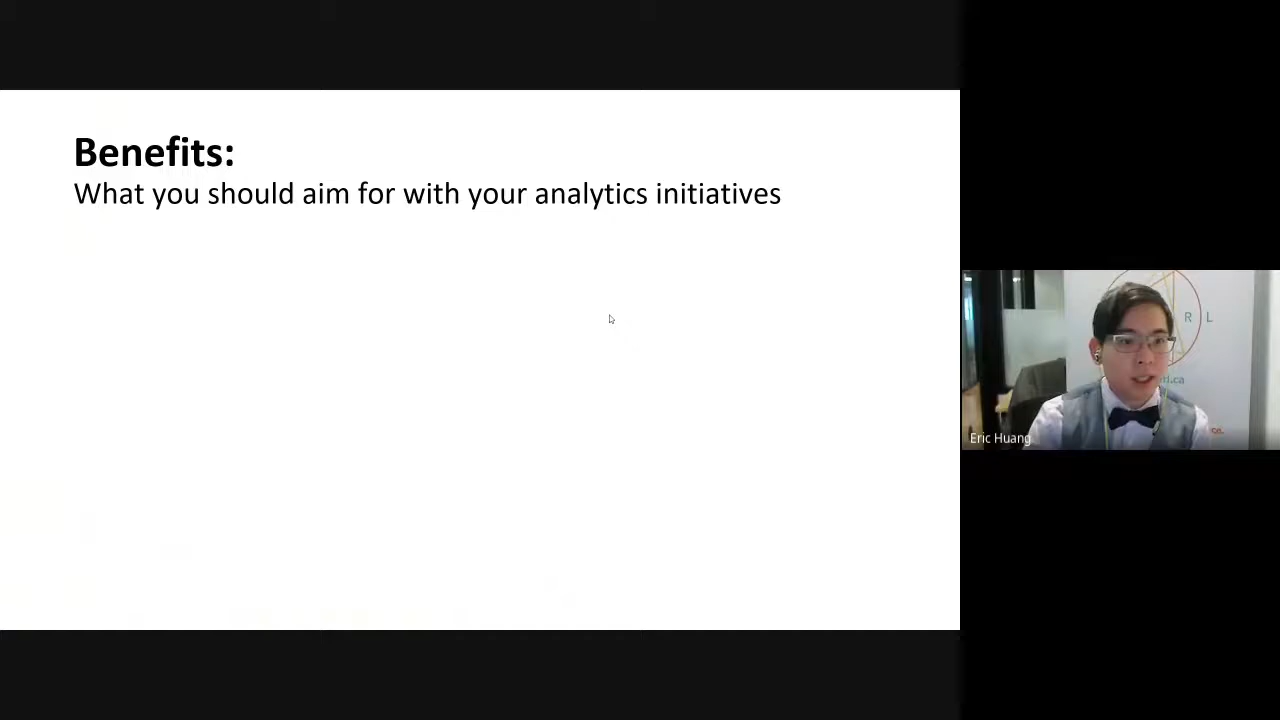 Benefits:
What you should aim for with your analytics initiatives
R L
Eric Huang